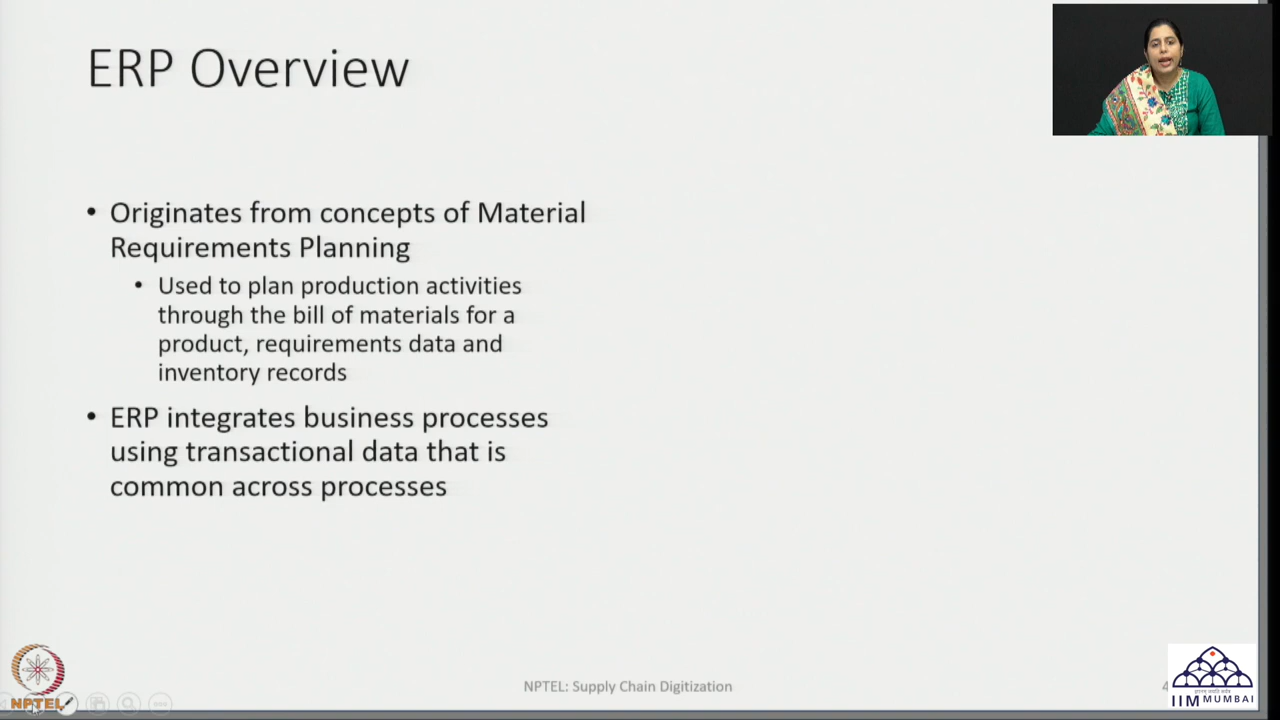 ERP Overview
• Originates from concepts of Material
Requirements Planning
• Used to plan production activities
through the bill of materials for a
product, requirements data and
inventory records
• ERP integrates business processes
using transactional data that is
common across processes
NPTEL
NPTEL: Supply Chain Digitization
4
IIM MUMBAI